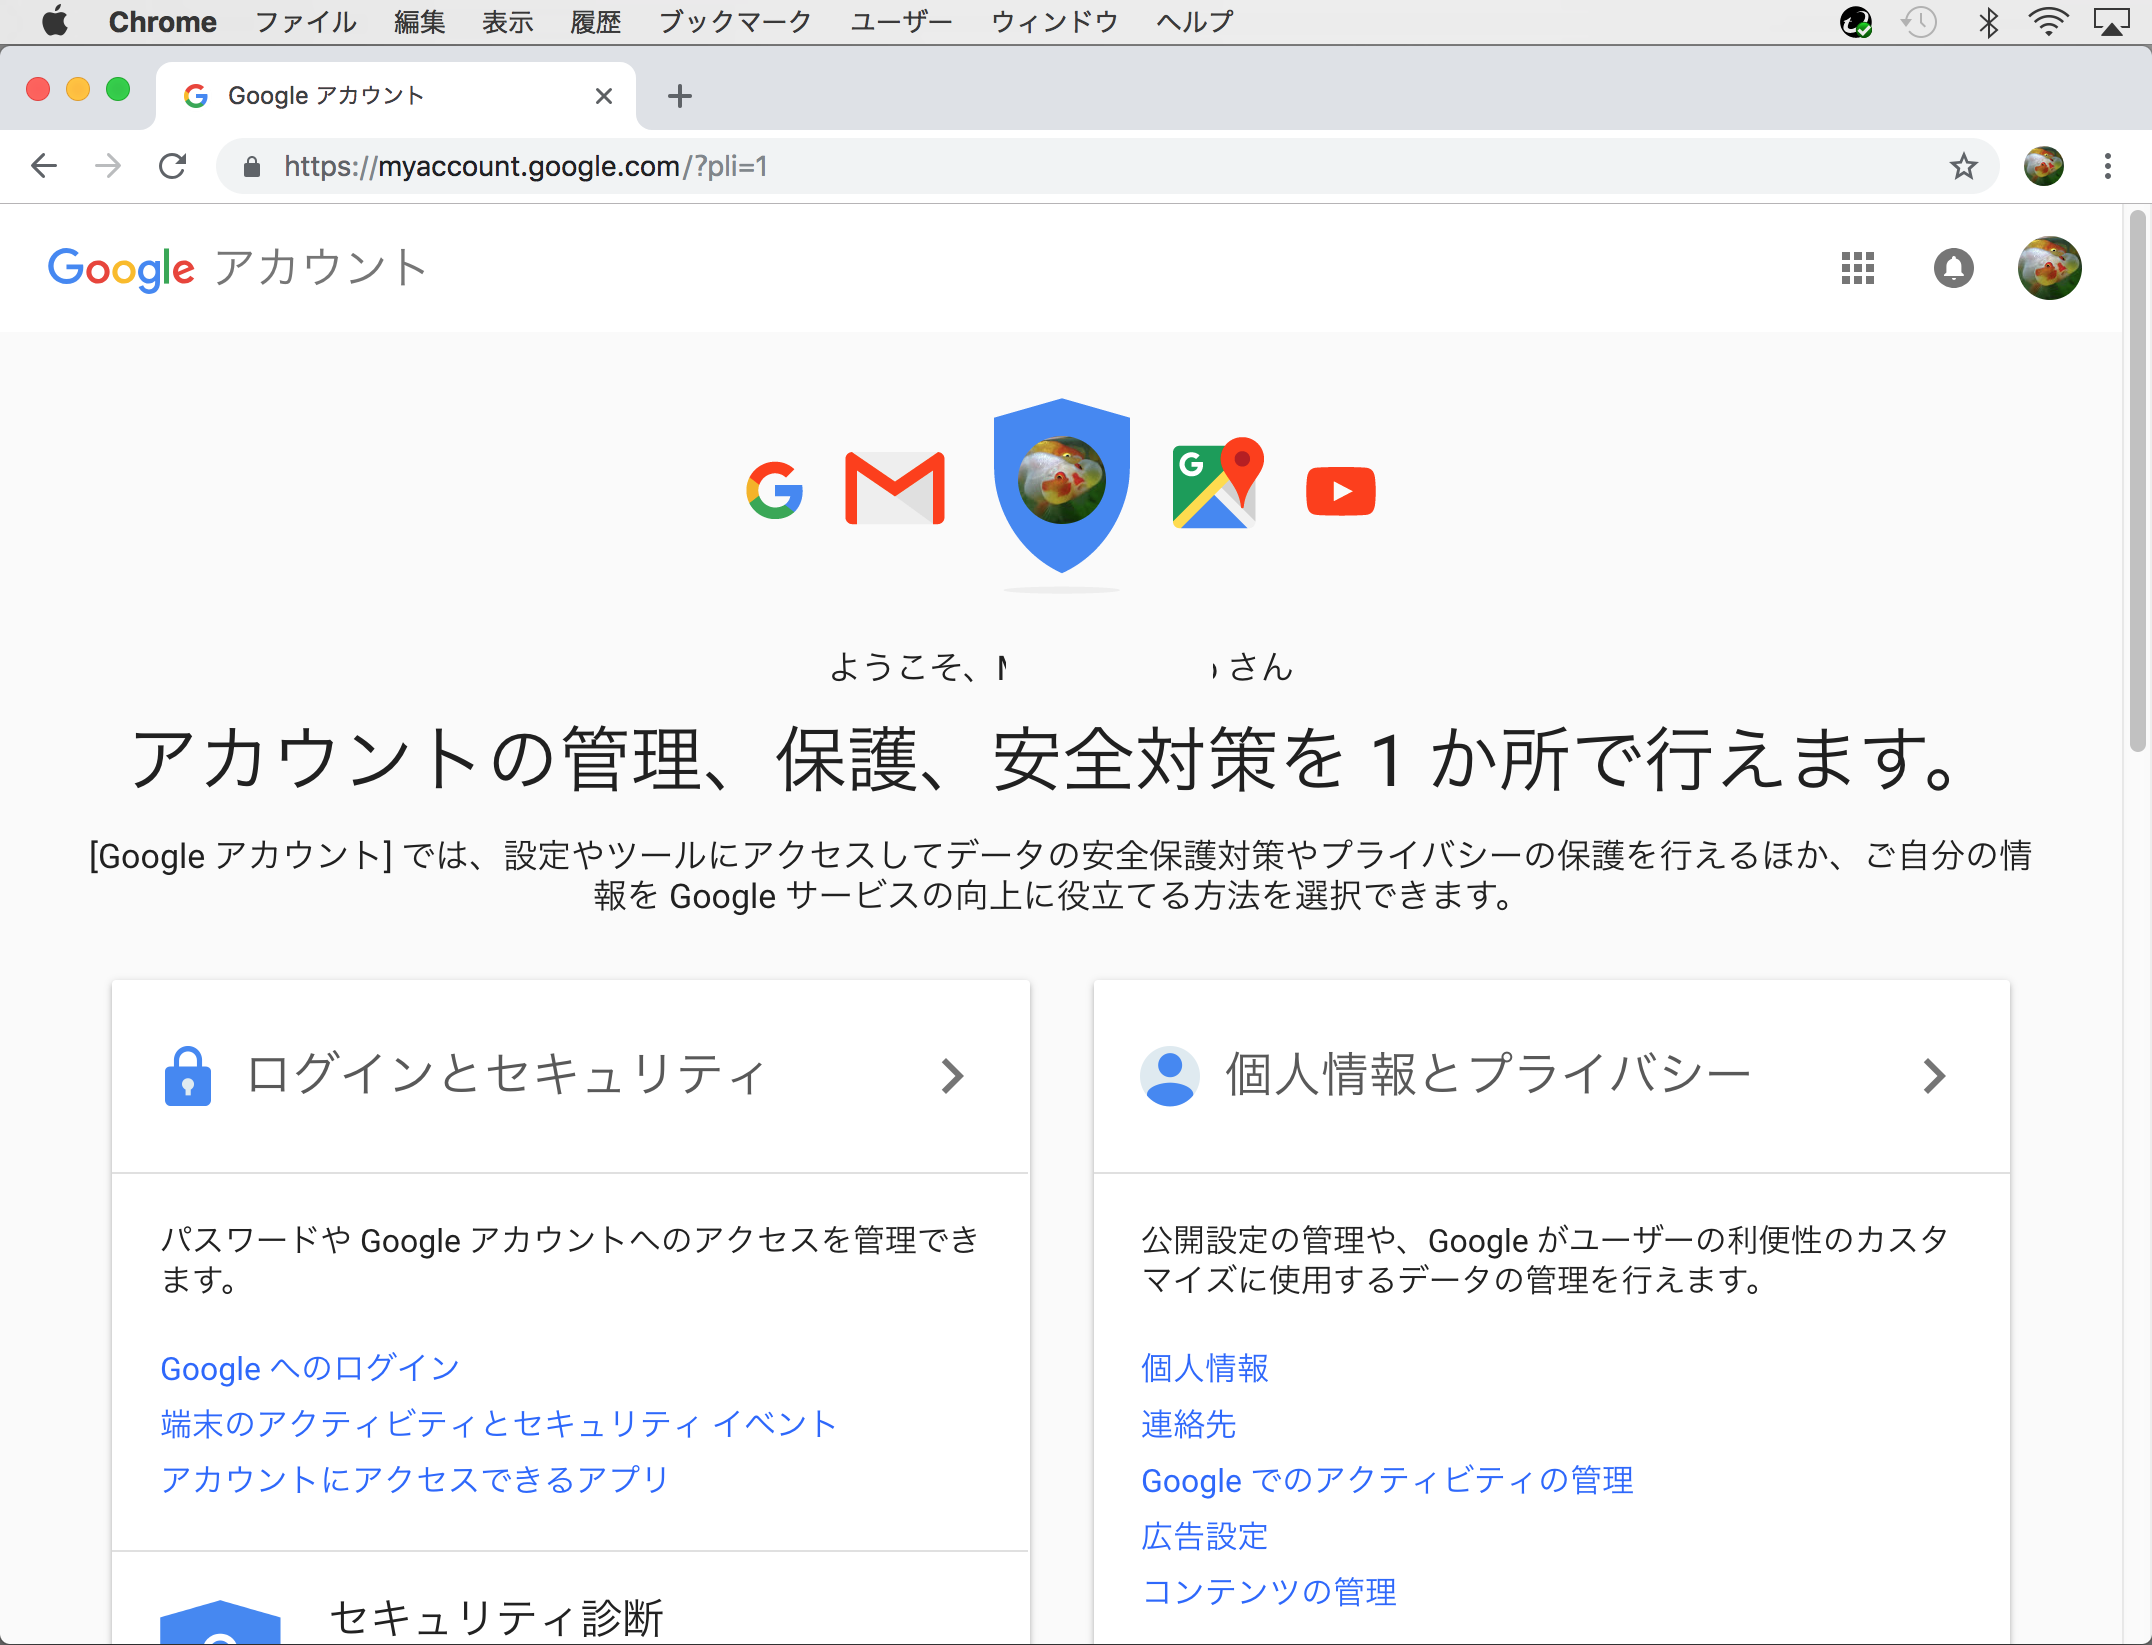 Chrome ファイル 編集 表示 履歴 ブックマーク ユーザー ウィンドウ ヘルプ
Google アカウント
https://myaccount.google.com/?pli=1
Google アカウント
ようこそ、 さん
アカウントの管理、保護、安全対策を 1 か所で行えます。
[Google アカウント] では、設定やツールにアクセスしてデータの安全保護対策やプライバシーの保護を行えるほか、ご自分の情
報を Google サービスの向上に役立てる方法を選択できます。
ログインとセキュリティ
パスワードや Google アカウントへのアクセスを管理でき
ます。
Google へのログイン
端末のアクティビティとセキュリティ イベント
アカウントにアクセスできるアプリ
セキュリティ診断
個人情報とプライバシー
公開設定の管理や、Google がユーザーの利便性のカスタ
マイズに使用するデータの管理を行えます。
個人情報
連絡先
Google でのアクティビティの管理
広告設定
コンテンツの管理